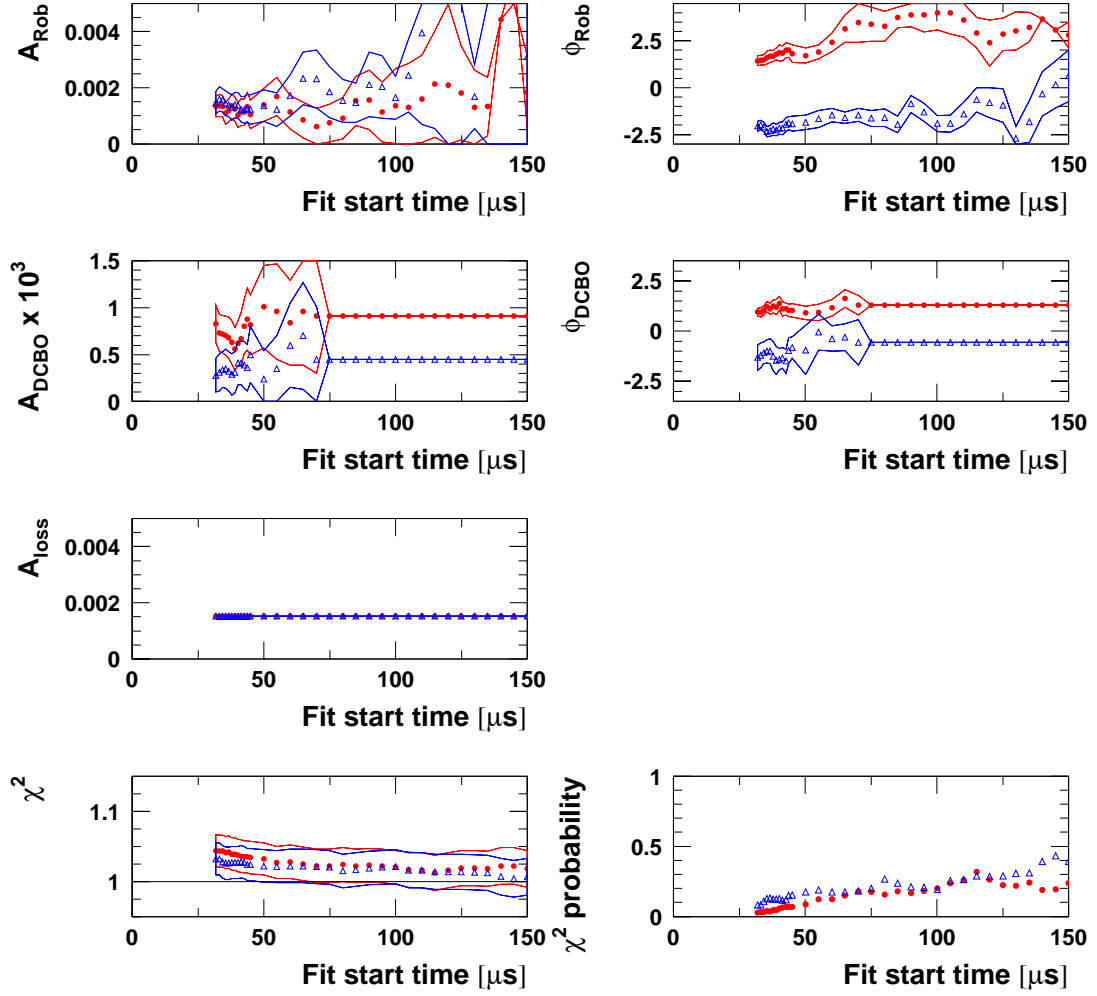 A_Rob
0.004
0.002
0
0 50 100 150
Fit start time [μs]
ϕ_Rob
2.5
0
-2.5
0 50 100 150
Fit start time [μs]
A_DCBO x 10^3
1.5
1
0.5
0
0 50 100 150
Fit start time [μs]
ϕ_DCBO
2.5
0
-2.5
0 50 100 150
Fit start time [μs]
A_loss
0.004
0.002
0
0 50 100 150
Fit start time [μs]
χ^2
1.1
1
0 50 100 150
Fit start time [μs]
χ^2 probability
1
0.5
0
0 50 100 150
Fit start time [μs]